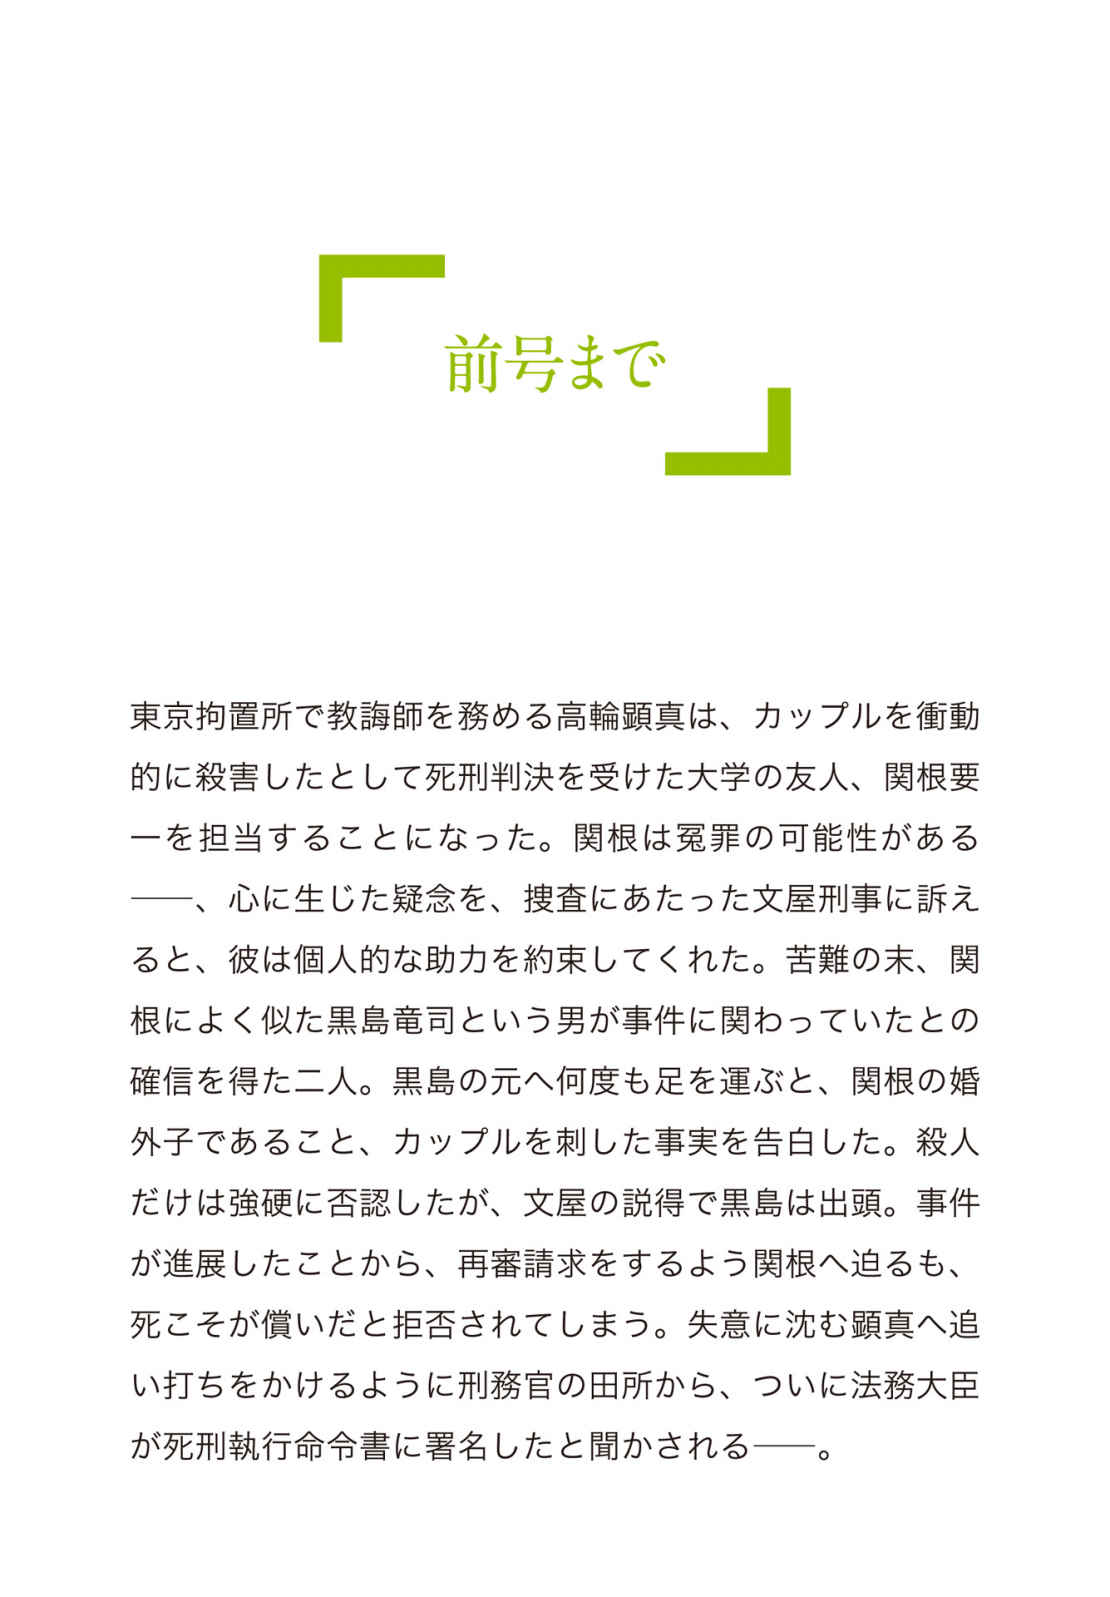 前号まで
東京拘置所で教誨師を務める高輪顕真は、カップルを衝動
的に殺害したとして死刑判決を受けた大学の友人、関根要
一を担当することになった。関根は冤罪の可能性がある
――、心に生じた疑念を、捜査にあたった文屋刑事に訴え
ると、彼は個人的な助力を約束してくれた。苦難の末、関
根によく似た黒島竜司という男が事件に関わっていたとの
確信を得た二人。黒島の元へ何度も足を運ぶと、関根の婚
外子であること、カップルを刺した事実を告白した。殺人
だけは強硬に否認したが、文屋の説得で黒島は出頭。事件
が進展したことから、再審請求をするよう関根へ迫るも、
死こそが償いだと拒否されてしまう。失意に沈む顕真へ追
い打ちをかけるように刑務官の田所から、ついに法務大臣
が死刑執行命令書に署名したと聞かされる――。